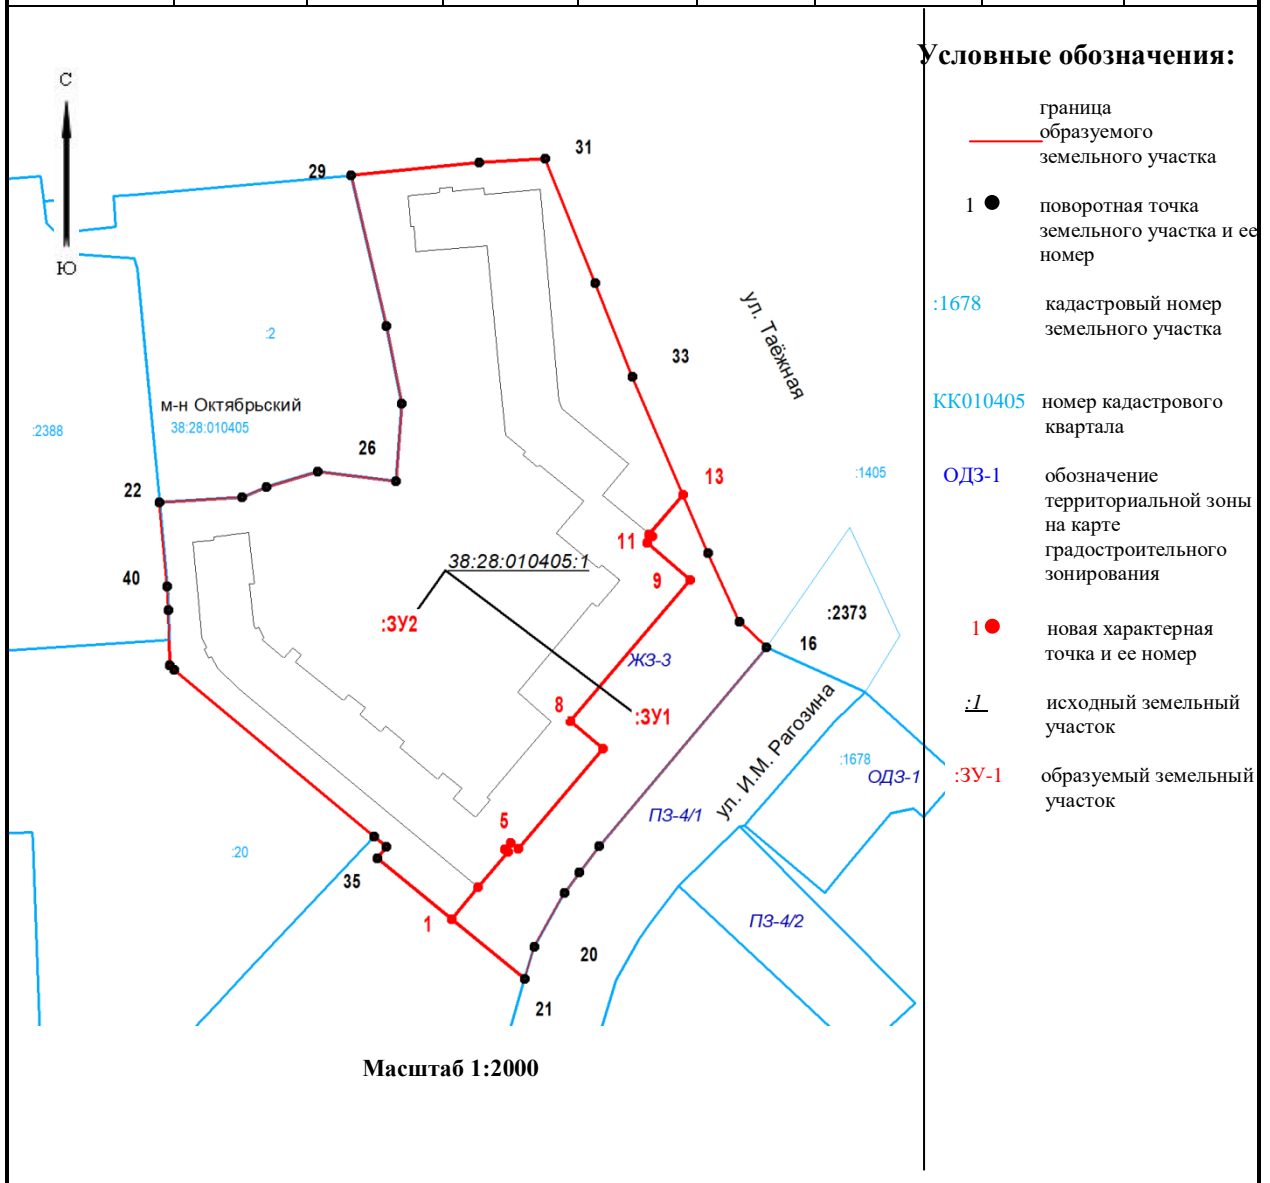 Условные обозначения:
С
Ю
граница
образуемого
земельного участка
1
поворотная точка
земельного участка и ее
номер
:1678
кадастровый номер
земельного участка
КК010405
номер кадастрового
квартала
ОДЗ-1
обозначение
территориальной зоны
на карте
градостроительного
зонирования
1
новая характерная
точка и ее номер
:1
исходный земельный
участок
:ЗУ-1
образуемый земельный
участок
31
29
ул. Таёжная
:2
33
м-н Октябрьский
38:28:010405
:2388
26
22
13
:1405
11
38:28:010405:1
9
40
:ЗУ2
:2373
16
ЖЗ-3
8
:ЗУ1
ул. И.М. Рагозина
:1678
ОДЗ-1
ПЗ-4/1
5
:20
35
1
ПЗ-4/2
20
21
Масштаб 1:2000